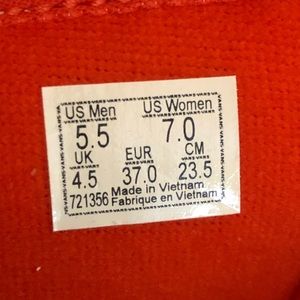 US Men US Women
5.5 7.0
UK EUR CM
4.5 37.0 23.5
Made in Vietnam
721356 Fabrique en Vietnam